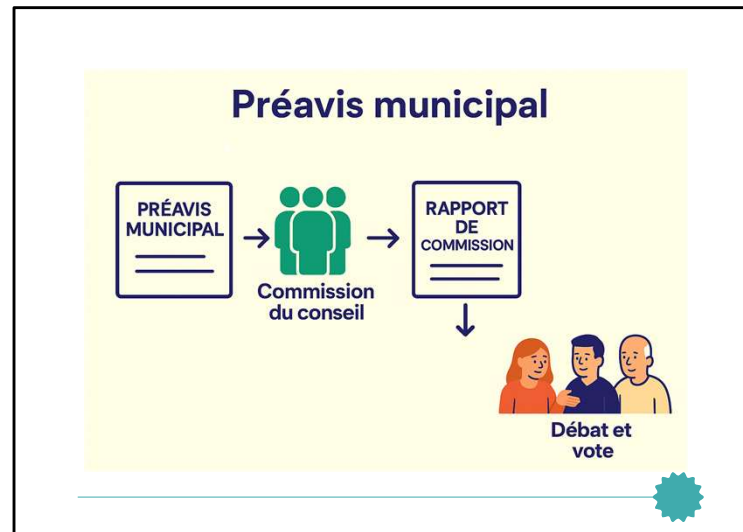 Préavis municipal
PRÉAVIS
MUNICIPAL
Commission
du conseil
RAPPORT
DE
COMMISSION
Débat et
vote